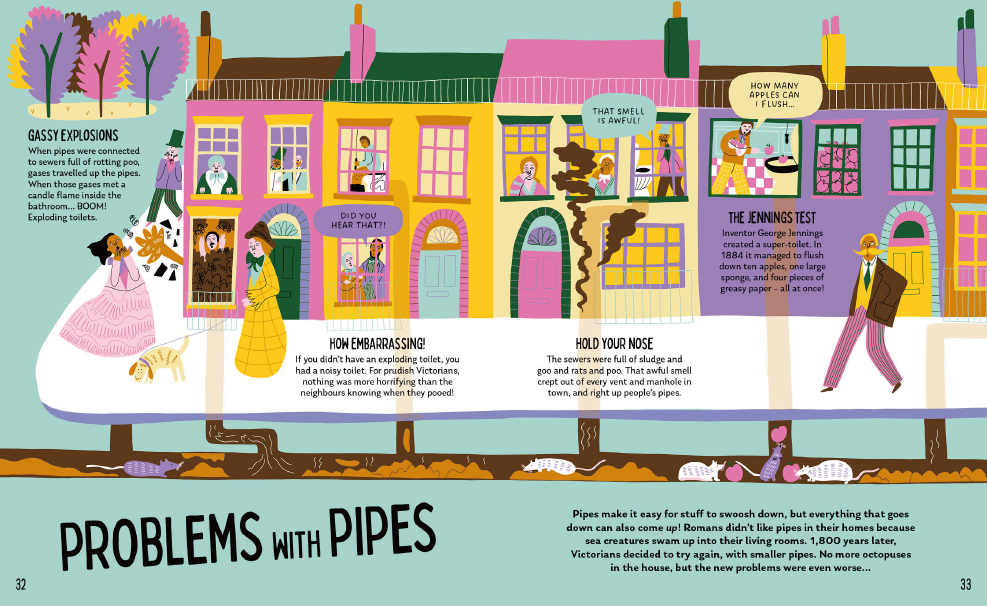 GASSY EXPLOSIONS
When pipes were connected
to sewers full of rotting poo,
gases travelled up the pipes.
When those gases met a
candle flame inside the
bathroom... BOOM!
Exploding toilets.
DID YOU
HEAR THAT?!
HOW EMBARRASSING!
If you didn't have an exploding toilet, you
had a noisy toilet. For prudish Victorians,
nothing was more horrifying than the
neighbours knowing when they pooed!
THAT SMELL
IS AWFUL!
HOLD YOUR NOSE
The sewers were full of sludge and
goo and rats and poo. That awful smell
crept out of every vent and manhole in
town, and right up people's pipes.
HOW MANY
APPLES CAN
I FLUSH...
THE JENNINGS TEST
Inventor George Jennings
created a super-toilet. In
1884 it managed to flush
down ten apples, one large
sponge, and four pieces of
greasy paper – all at once!
PROBLEMS WITH PIPES
Pipes make it easy for stuff to swoosh down, but everything that goes
down can also come up! Romans didn't like pipes in their homes because
sea creatures swam up into their living rooms. 1,800 years later,
Victorians decided to try again, with smaller pipes. No more octopuses
in the house, but the new problems were even worse...
32
33